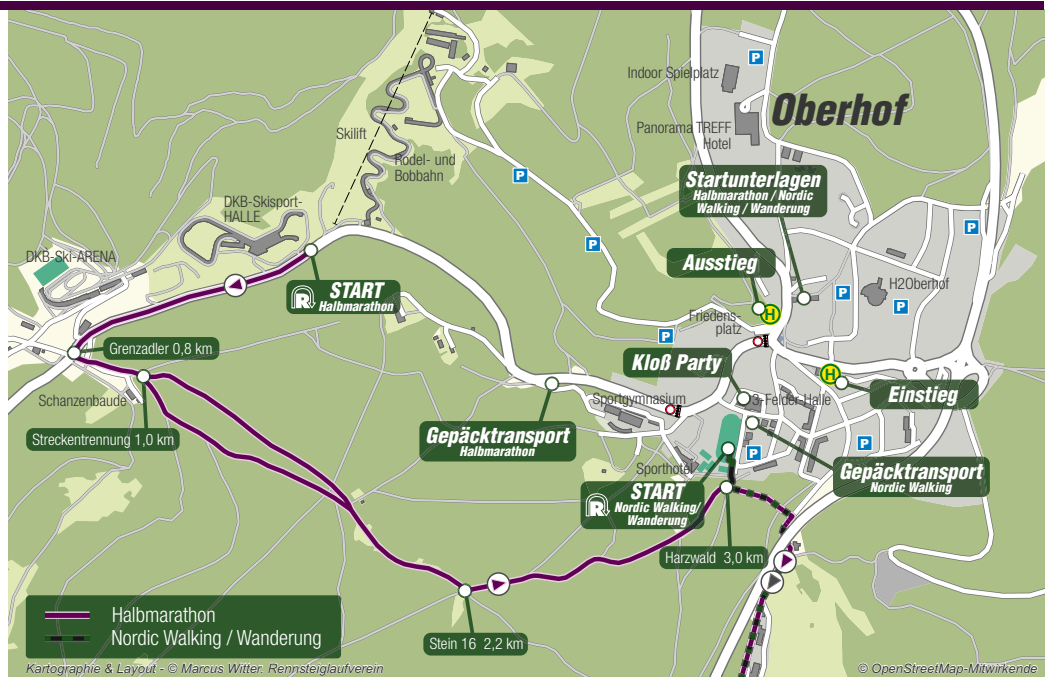 Oberhof
Indoor Spielplatz
Panorama TREFF
Hotel
P
Skilift
Rodel- und
Bobbahn
P
Startunterlagen
Halbmarathon / Nordic
Walking / Wanderung
DKB-Skisport-
HALLE
P
P
DKB-Ski-ARENA
Ausstieg
H
H2Oberhof
P
P
START
Halbmarathon
R
Friedens-
platz
P
Grenzadler 0,8 km
Kloß Party
H
Einstieg
Schanzenbaude
Sportgymnasium
3-Felder-Halle
Streckentrennung 1,0 km
Gepäcktransport
Halbmarathon
P
P
Sporthotel
Gepäcktransport
Nordic Walking
R
START
Nordic Walking/
Wanderung
Harzwald 3,0 km
Stein 16 2,2 km
Halbmarathon
Nordic Walking / Wanderung
Kartographie & Layout - © Marcus Witter. Rennsteiglaufverein
© OpenStreetMap-Mitwirkende